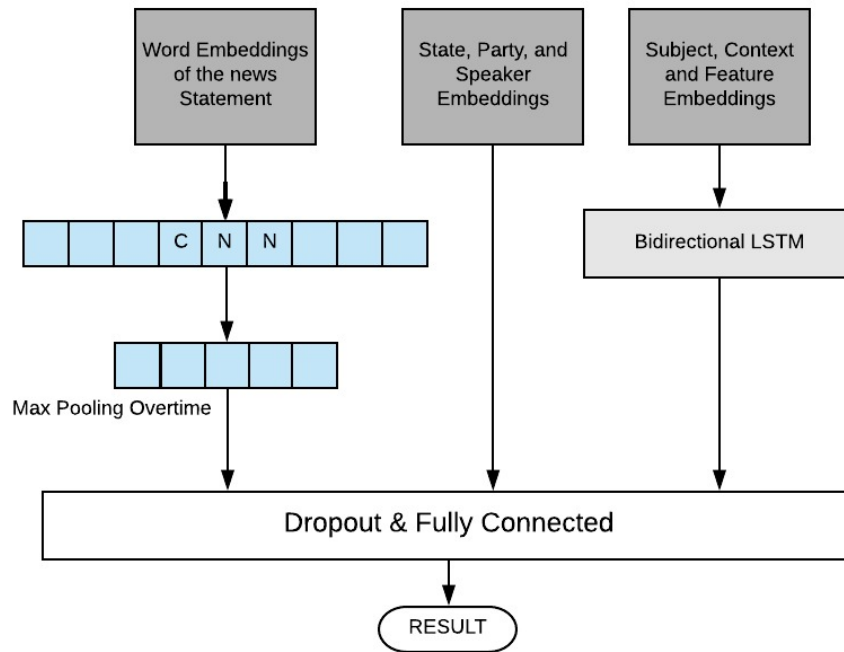 Word Embeddings
of the news
Statement
State, Party, and
Speaker
Embeddings
Subject, Context
and Feature
Embeddings
C N N
Bidirectional LSTM
Max Pooling Overtime
Dropout & Fully Connected
RESULT